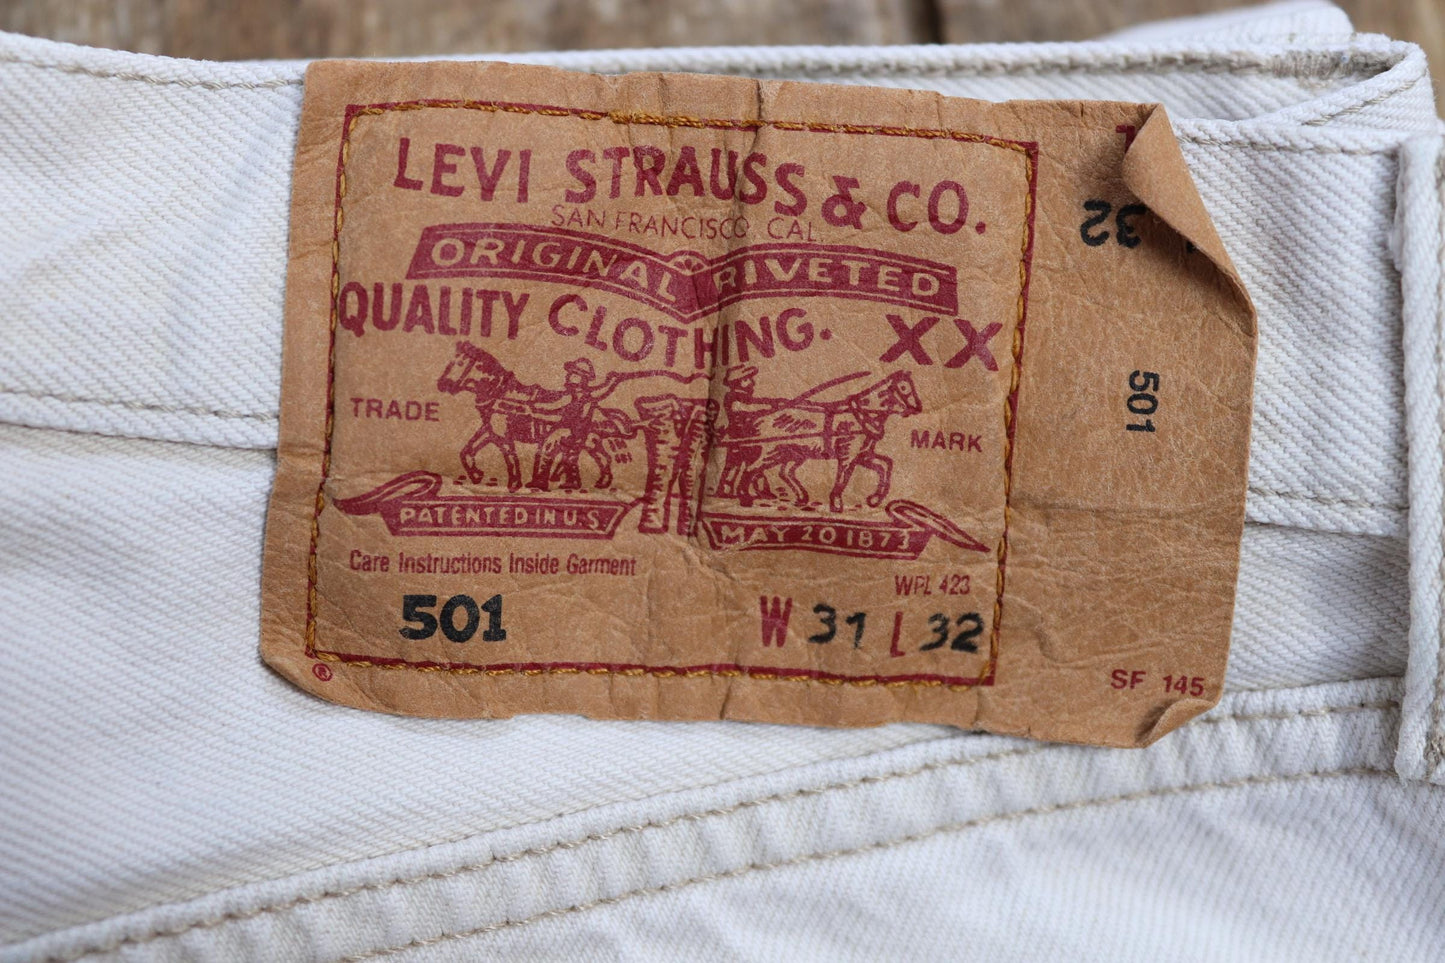 LEVI STRAUSS & CO.
SAN FRANCISCO CAL
ORIGINAL RIVETED
QUALITY CLOTHING. XX
TRADE MARK
PATENTED IN U.S.
MAY 20 1873
Care Instructions Inside Garment
WPL 423
501 W 31 L 32
®
SF 145
32
501